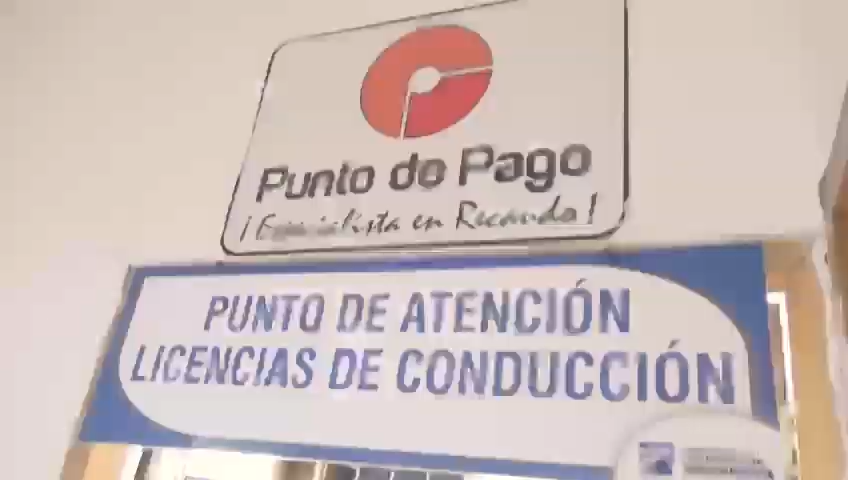 Punto de Pago
¡Especialista en Recaudo!
PUNTO DE ATENCIÓN
LICENCIAS DE CONDUCCIÓN